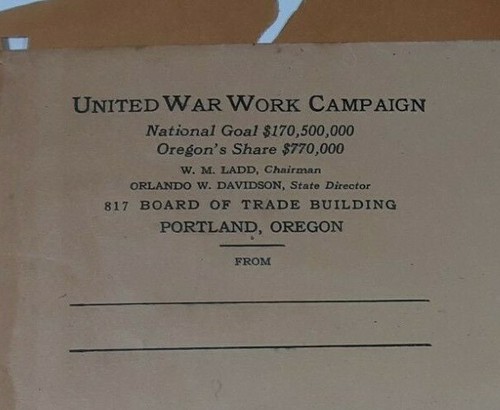 UNITED WAR WORK CAMPAIGN
National Goal $170,500,000
Oregon's Share $770,000
W. M. LADD, Chairman
ORLANDO W. DAVIDSON, State Director
817 BOARD OF TRADE BUILDING
PORTLAND, OREGON
FROM